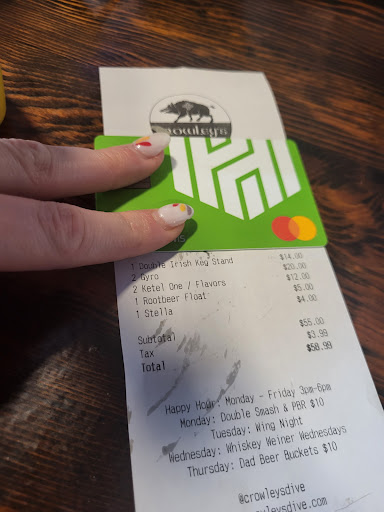 Crowley's
1 Double Irish Keg Stand $14.00
2 Gyro $20.00
2 Ketel One / Flavors $12.00
1 Rootbeer Float $5.00
1 Stella $4.00
Subtotal $55.00
Tax $3.99
Total $58.99
Happy Hour: Monday - Friday 3pm-6pm
Monday: Double Smash & PBR $10
Tuesday: Wing Night
Wednesday: Whiskey Weiner Wednesdays
Thursday: Dad Beer Buckets $10
@crowleysdive
crowleysdive.com